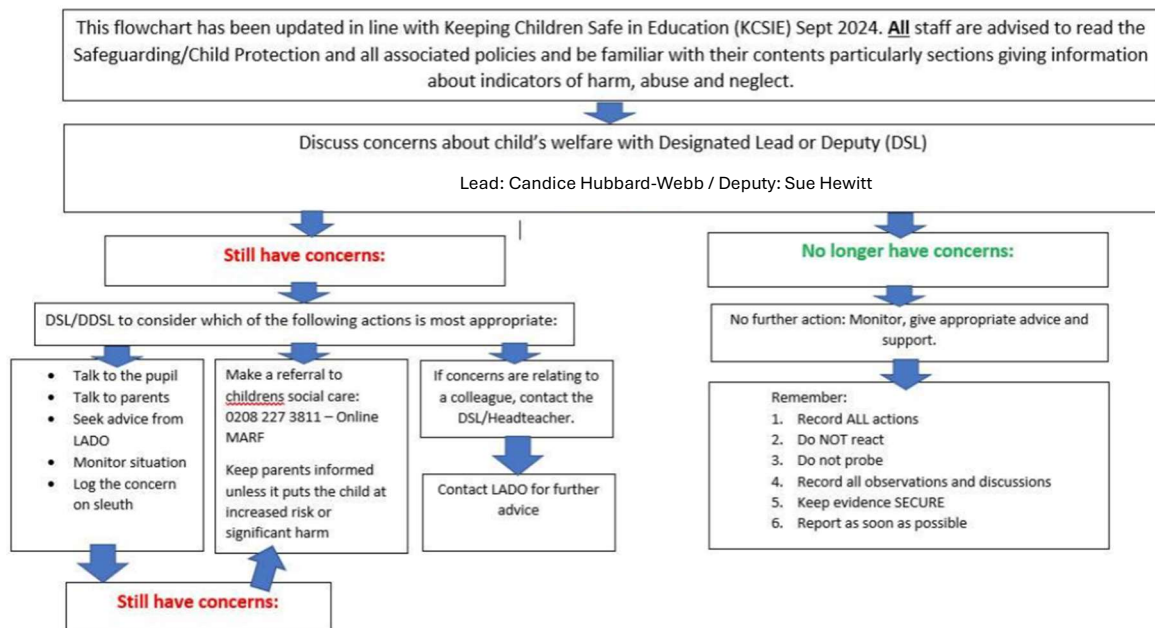 This flowchart has been updated in line with Keeping Children Safe in Education (KCSIE) Sept 2024. All staff are advised to read the
Safeguarding/Child Protection and all associated policies and be familiar with their contents particularly sections giving information
about indicators of harm, abuse and neglect.
Discuss concerns about child's welfare with Designated Lead or Deputy (DSL)
Lead: Candice Hubbard-Webb / Deputy: Sue Hewitt
Still have concerns:
No longer have concerns:
DSL/DDSL to consider which of the following actions is most appropriate:
No further action: Monitor, give appropriate advice and
support.
• Talk to the pupil
• Talk to parents
• Seek advice from
LADO
• Monitor situation
• Log the concern
on sleuth
Make a referral to
childrens social care:
0208 227 3811 – Online
MARF
Keep parents informed
unless it puts the child at
increased risk or
significant harm
If concerns are relating to
a colleague, contact the
DSL/Headteacher.
Contact LADO for further
advice
Remember:
1. Record ALL actions
2. Do NOT react
3. Do not probe
4. Record all observations and discussions
5. Keep evidence SECURE
6. Report as soon as possible
Still have concerns: